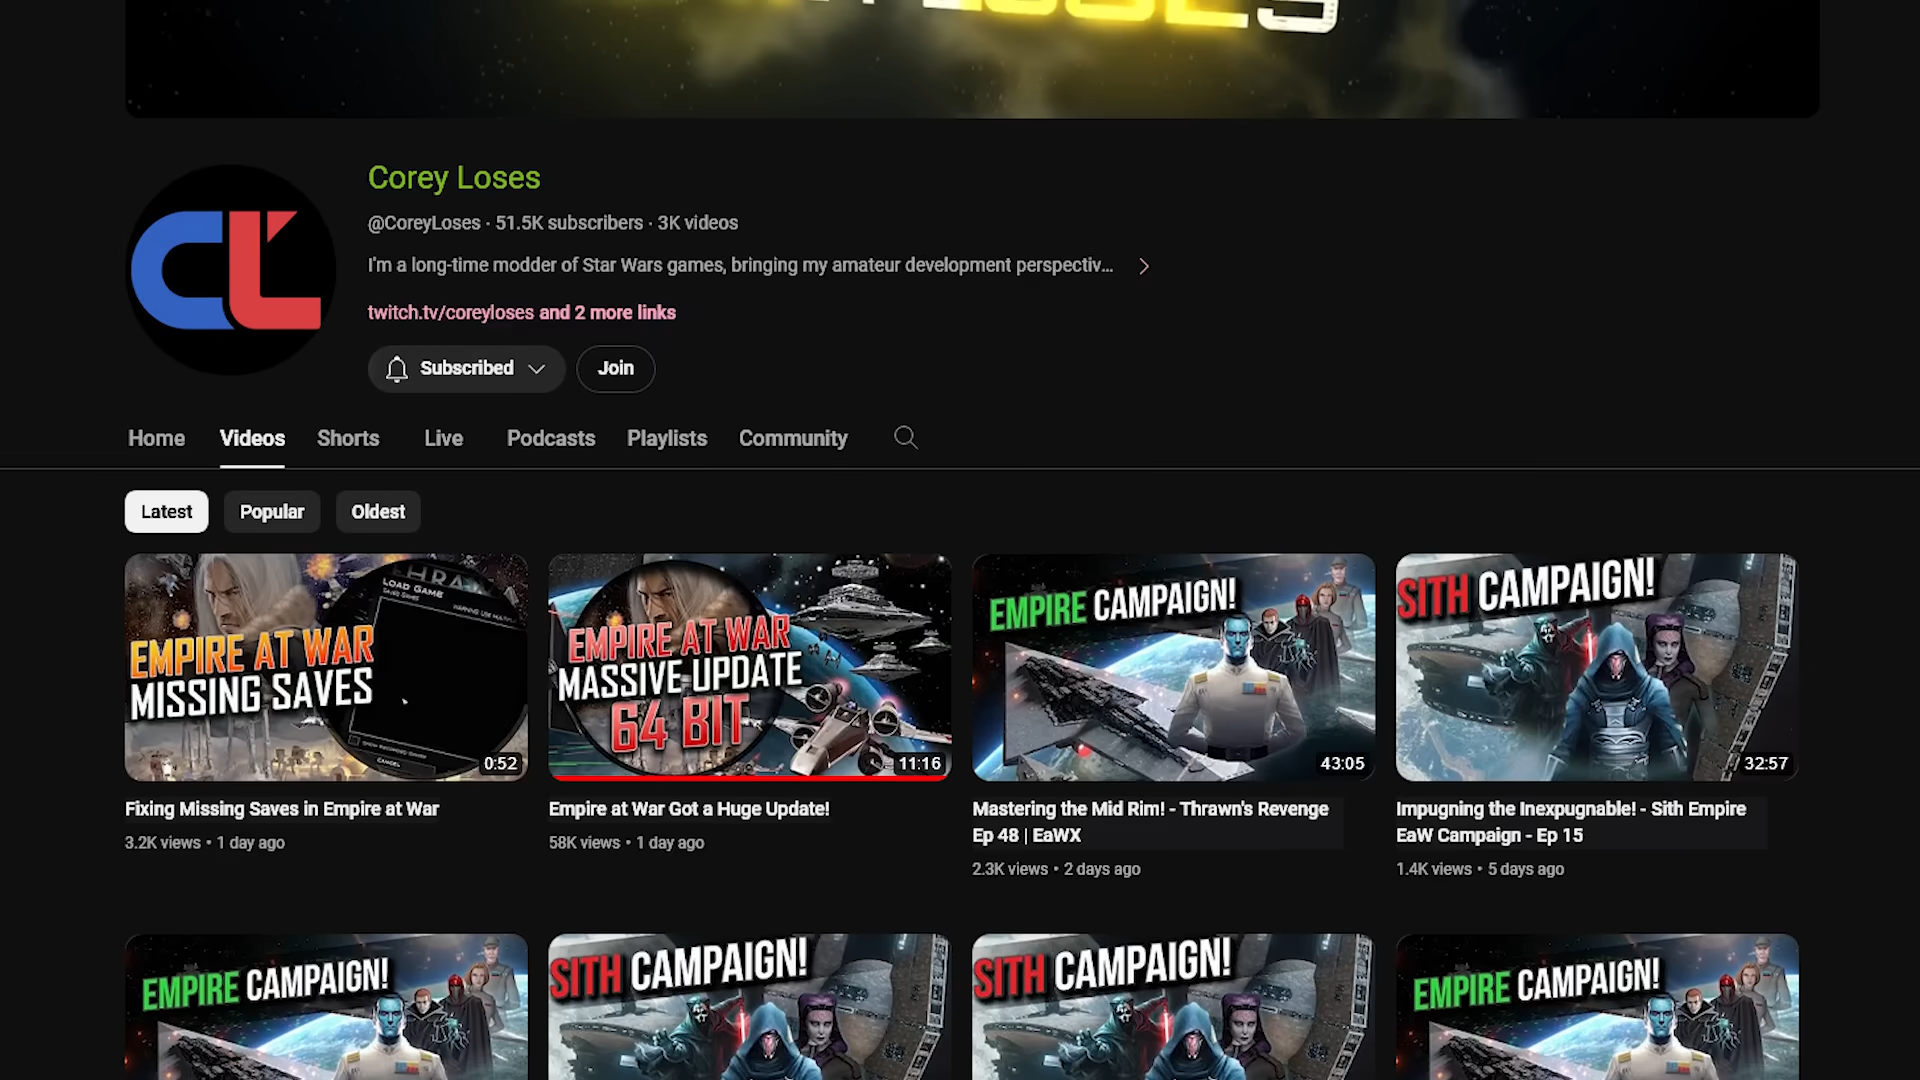 Corey Loses
@CoreyLoses · 51.5K subscribers · 3K videos
I'm a long-time modder of Star Wars games, bringing my amateur development perspectiv...
twitch.tv/coreyloses and 2 more links
Subscribed
Join
Home Videos Shorts Live Podcasts Playlists Community
Latest Popular Oldest
LOAD GAME
EMPIRE AT WAR
MISSING SAVES
CANCEL
0:52
EMPIRE AT WAR
MASSIVE UPDATE
64 BIT
11:16
EMPIRE CAMPAIGN!
43:05
SITH CAMPAIGN!
32:57
Fixing Missing Saves in Empire at War
3.2K views • 1 day ago
Empire at War Got a Huge Update!
58K views • 1 day ago
Mastering the Mid Rim! - Thrawn's Revenge
Ep 48 | EaWX
2.3K views • 2 days ago
Impugning the Inexpugnable! - Sith Empire
EaW Campaign - Ep 15
1.4K views • 5 days ago
EMPIRE CAMPAIGN!
SITH CAMPAIGN!
SITH CAMPAIGN!
EMPIRE CAMPAIGN!